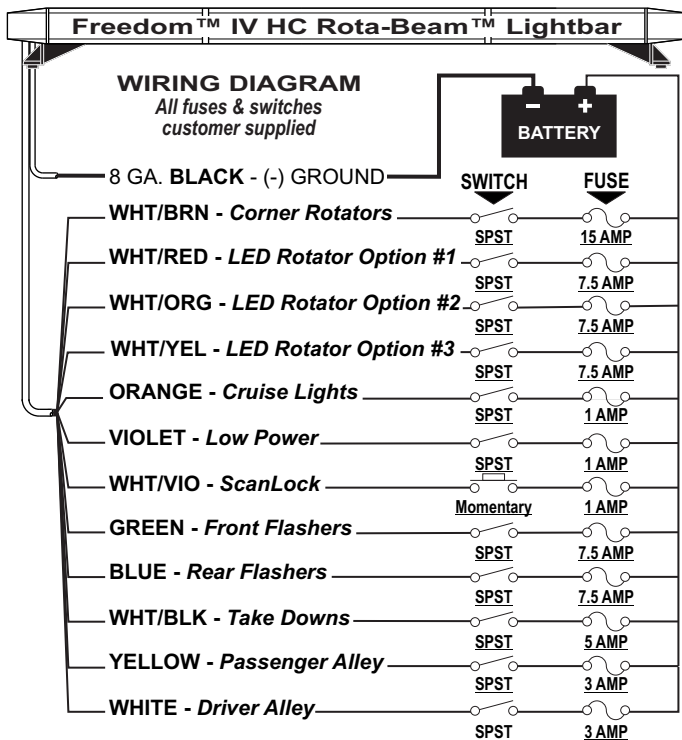 Freedom™ IV HC Rota-Beam™ Lightbar
WIRING DIAGRAM
All fuses & switches
customer supplied
− +
BATTERY
8 GA. BLACK - (-) GROUND
SWITCH FUSE
WHT/BRN - Corner Rotators
SPST 15 AMP
WHT/RED - LED Rotator Option #1
SPST 7.5 AMP
WHT/ORG - LED Rotator Option #2
SPST 7.5 AMP
WHT/YEL - LED Rotator Option #3
SPST 7.5 AMP
ORANGE - Cruise Lights
SPST 1 AMP
VIOLET - Low Power
SPST 1 AMP
WHT/VIO - ScanLock
Momentary 1 AMP
GREEN - Front Flashers
SPST 7.5 AMP
BLUE - Rear Flashers
SPST 7.5 AMP
WHT/BLK - Take Downs
SPST 5 AMP
YELLOW - Passenger Alley
SPST 3 AMP
WHITE - Driver Alley
SPST 3 AMP